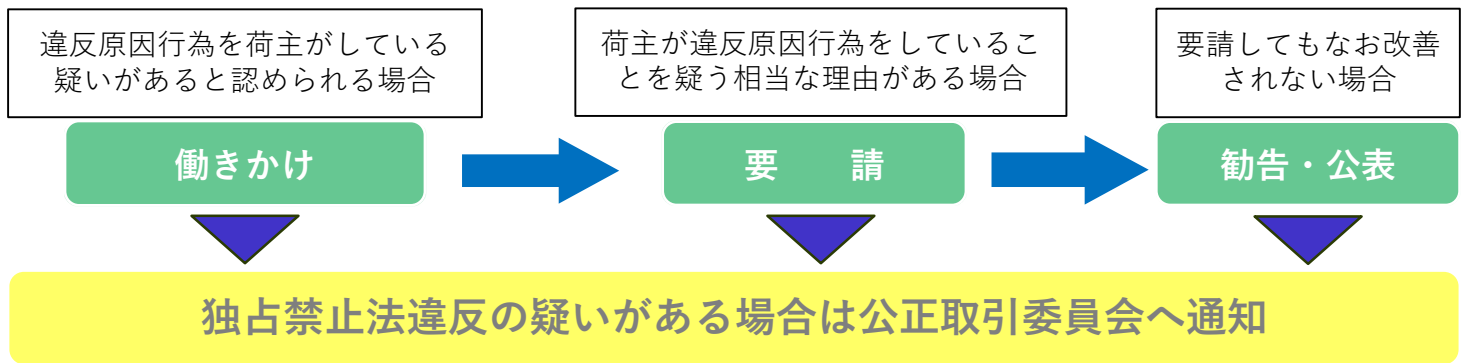 違反原因行為を荷主がしている
疑いがあると認められる場合
荷主が違反原因行為をしているこ
とを疑う相当な理由がある場合
要請してもなお改善
されない場合
働きかけ
要　　請
勧告・公表
独占禁止法違反の疑いがある場合は公正取引委員会へ通知